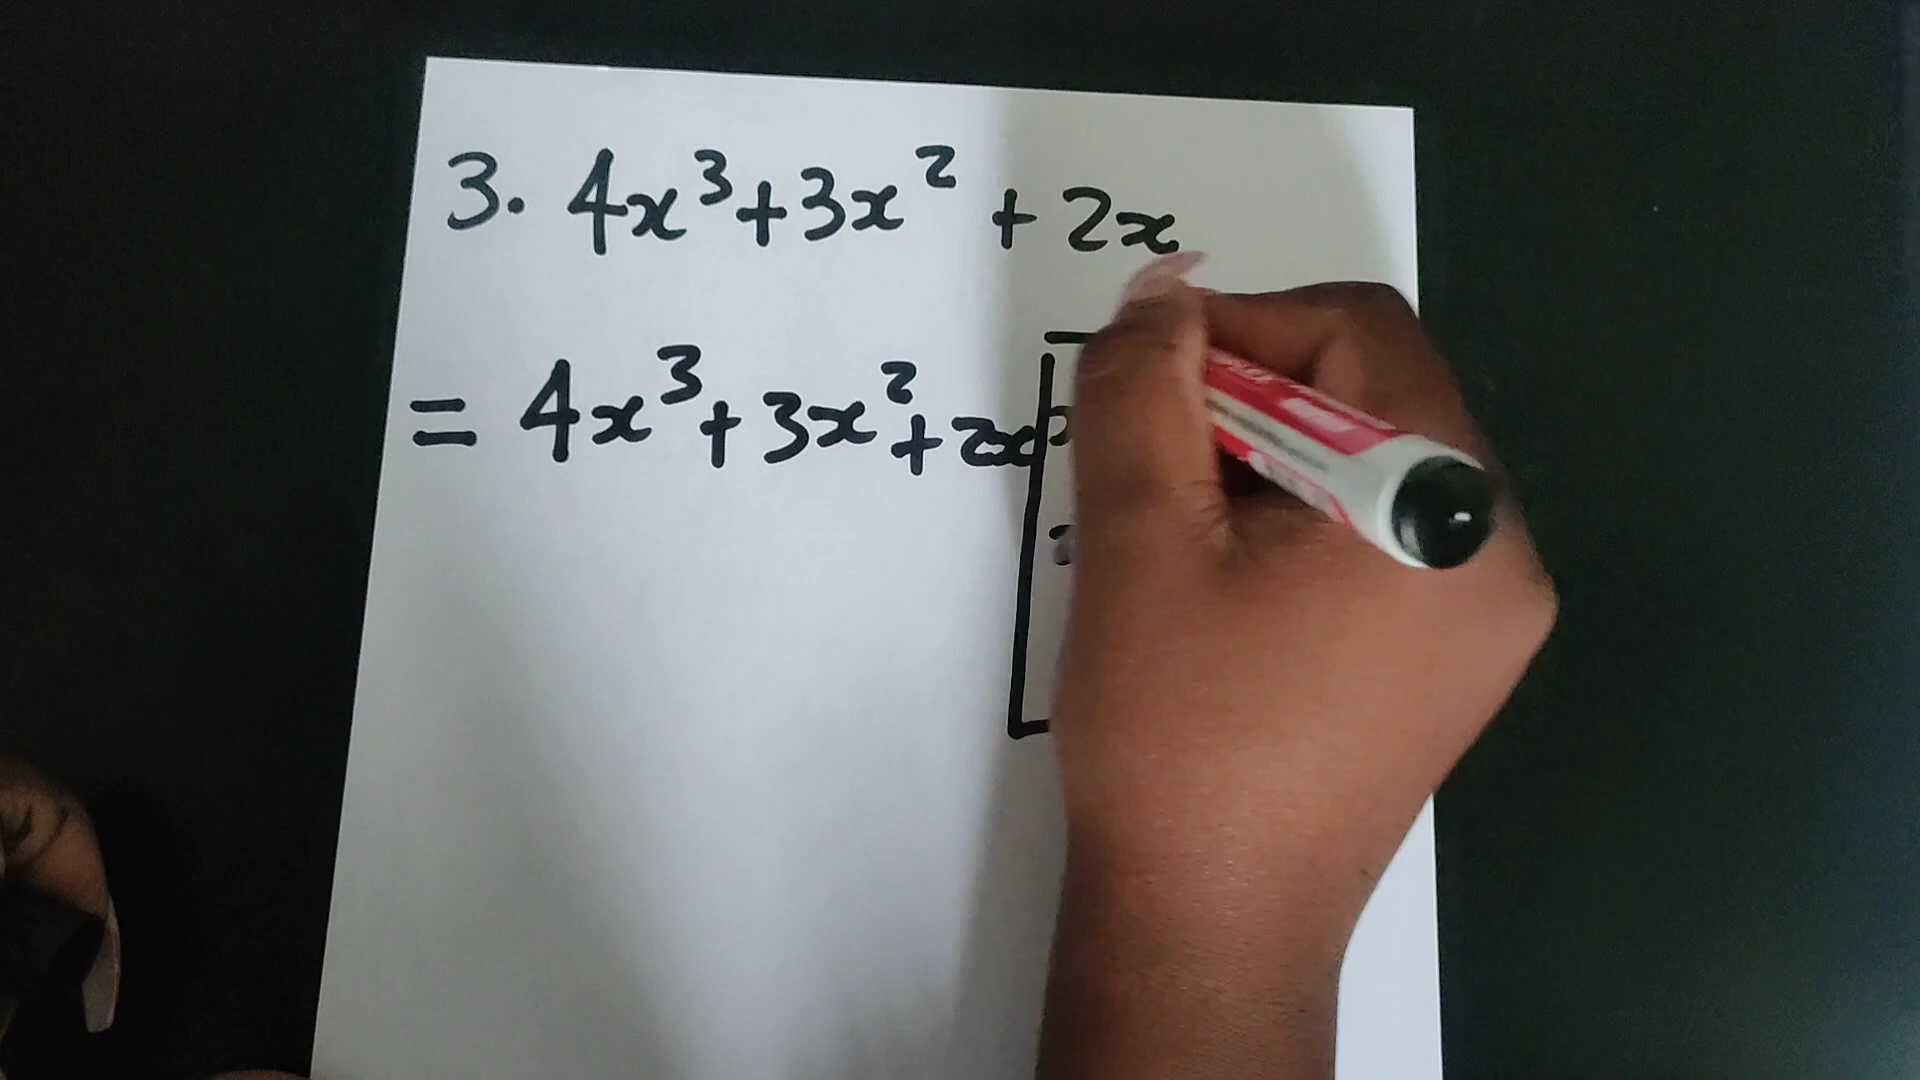 3. 4x³+3x² + 2x
= 4x³+3x²+2x